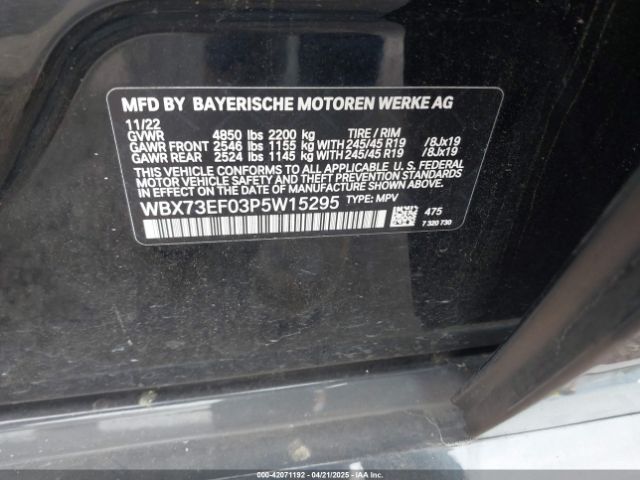 MFD BY BAYERISCHE MOTOREN WERKE AG
11/22
GVWR 4850 lbs 2200 kg TIRE / RIM
GAWR FRONT 2546 lbs 1155 kg WITH 245/45 R19 /8Jx19
GAWR REAR 2524 lbs 1145 kg WITH 245/45 R19 /8Jx19
THIS VEHICLE CONFORMS TO ALL APPLICABLE U. S. FEDERAL
MOTOR VEHICLE SAFETY AND THEFT PREVENTION STANDARDS
IN EFFECT ON THE DATE OF MANUFACTURE SHOWN ABOVE.
WBX73EF03P5W15295 TYPE: MPV
475
7 320 730
000-42071192 - 04/21/2025 - IAAI.COM